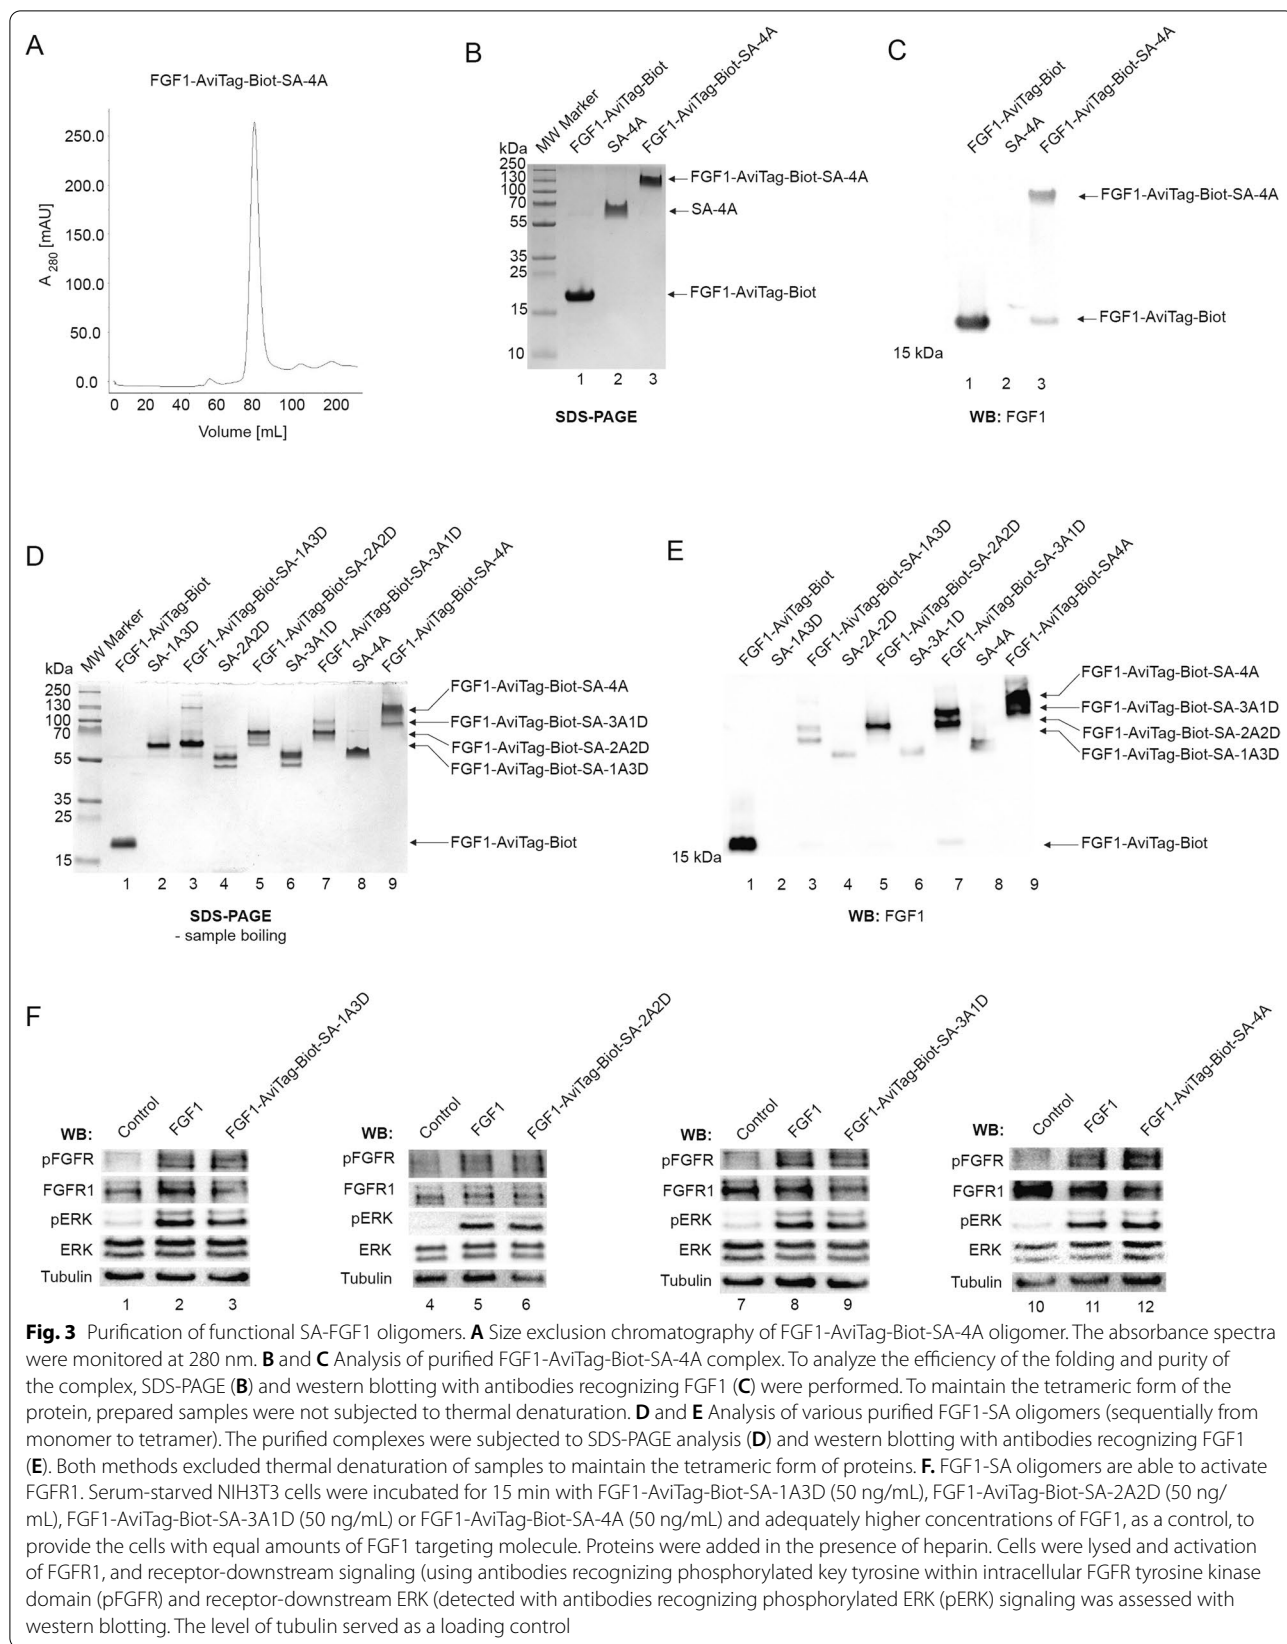 A
FGF1-AviTag-Biot-SA-4A
250.0
200.0
150.0
100.0
50.0
0.0
A 280 [mAU]
0 20 40 60 80 100 200
Volume [mL]
B
MW Marker
FGF1-AviTag-Biot
SA-4A
FGF1-AviTag-Biot-SA-4A
kDa
250
130
100
70
55
35
25
15
10
FGF1-AviTag-Biot-SA-4A
SA-4A
FGF1-AviTag-Biot
1 2 3
SDS-PAGE
C
FGF1-AviTag-Biot
SA-4A
FGF1-AviTag-Biot-SA-4A
FGF1-AviTag-Biot-SA-4A
FGF1-AviTag-Biot
15 kDa
1 2 3
WB: FGF1
D
MW Marker
FGF1-AviTag-Biot
SA-1A3D
FGF1-AviTag-Biot-SA-1A3D
SA-2A2D
FGF1-AviTag-Biot-SA-2A2D
SA-3A1D
FGF1-AviTag-Biot-SA-3A1D
SA-4A
FGF1-AviTag-Biot-SA-4A
kDa
250
130
100
70
55
35
25
15
FGF1-AviTag-Biot-SA-4A
FGF1-AviTag-Biot-SA-3A1D
FGF1-AviTag-Biot-SA-2A2D
FGF1-AviTag-Biot-SA-1A3D
FGF1-AviTag-Biot
1 2 3 4 5 6 7 8 9
SDS-PAGE
- sample boiling
E
FGF1-AviTag-Biot
SA-1A3D
FGF1-AviTag-Biot-SA-1A3D
SA-2A-2D
FGF1-AviTag-Biot-SA-2A2D
SA-3A-1D
FGF1-AviTag-Biot-SA-3A1D
SA-4A
FGF1-AviTag-Biot-SA4A
FGF1-AviTag-Biot-SA-4A
FGF1-AviTag-Biot-SA-3A1D
FGF1-AviTag-Biot-SA-2A2D
FGF1-AviTag-Biot-SA-1A3D
FGF1-AviTag-Biot
15 kDa
1 2 3 4 5 6 7 8 9
WB: FGF1
F
WB:
Control
FGF1
FGF1-AviTag-Biot-SA-1A3D
pFGFR
FGFR1
pERK
ERK
Tubulin
1 2 3
WB:
Control
FGF1
FGF1-AviTag-Biot-SA-2A2D
pFGFR
FGFR1
pERK
ERK
Tubulin
4 5 6
WB:
Control
FGF1
FGF1-AviTag-Biot-SA-3A1D
pFGFR
FGFR1
pERK
ERK
Tubulin
7 8 9
WB:
Control
FGF1
FGF1-AviTag-Biot-SA-4A
pFGFR
FGFR1
pERK
ERK
Tubulin
10 11 12
Fig. 3 Purification of functional SA-FGF1 oligomers. A Size exclusion chromatography of FGF1-AviTag-Biot-SA-4A oligomer. The absorbance spectra
were monitored at 280 nm. B and C Analysis of purified FGF1-AviTag-Biot-SA-4A complex. To analyze the efficiency of the folding and purity of
the complex, SDS-PAGE (B) and western blotting with antibodies recognizing FGF1 (C) were performed. To maintain the tetrameric form of the
protein, prepared samples were not subjected to thermal denaturation. D and E Analysis of various purified FGF1-SA oligomers (sequentially from
monomer to tetramer). The purified complexes were subjected to SDS-PAGE analysis (D) and western blotting with antibodies recognizing FGF1
(E). Both methods excluded thermal denaturation of samples to maintain the tetrameric form of proteins. F. FGF1-SA oligomers are able to activate
FGFR1. Serum-starved NIH3T3 cells were incubated for 15 min with FGF1-AviTag-Biot-SA-1A3D (50 ng/mL), FGF1-AviTag-Biot-SA-2A2D (50 ng/
mL), FGF1-AviTag-Biot-SA-3A1D (50 ng/mL) or FGF1-AviTag-Biot-SA-4A (50 ng/mL) and adequately higher concentrations of FGF1, as a control, to
provide the cells with equal amounts of FGF1 targeting molecule. Proteins were added in the presence of heparin. Cells were lysed and activation
of FGFR1, and receptor-downstream signaling (using antibodies recognizing phosphorylated key tyrosine within intracellular FGFR tyrosine kinase
domain (pFGFR) and receptor-downstream ERK (detected with antibodies recognizing phosphorylated ERK (pERK) signaling was assessed with
western blotting. The level of tubulin served as a loading control